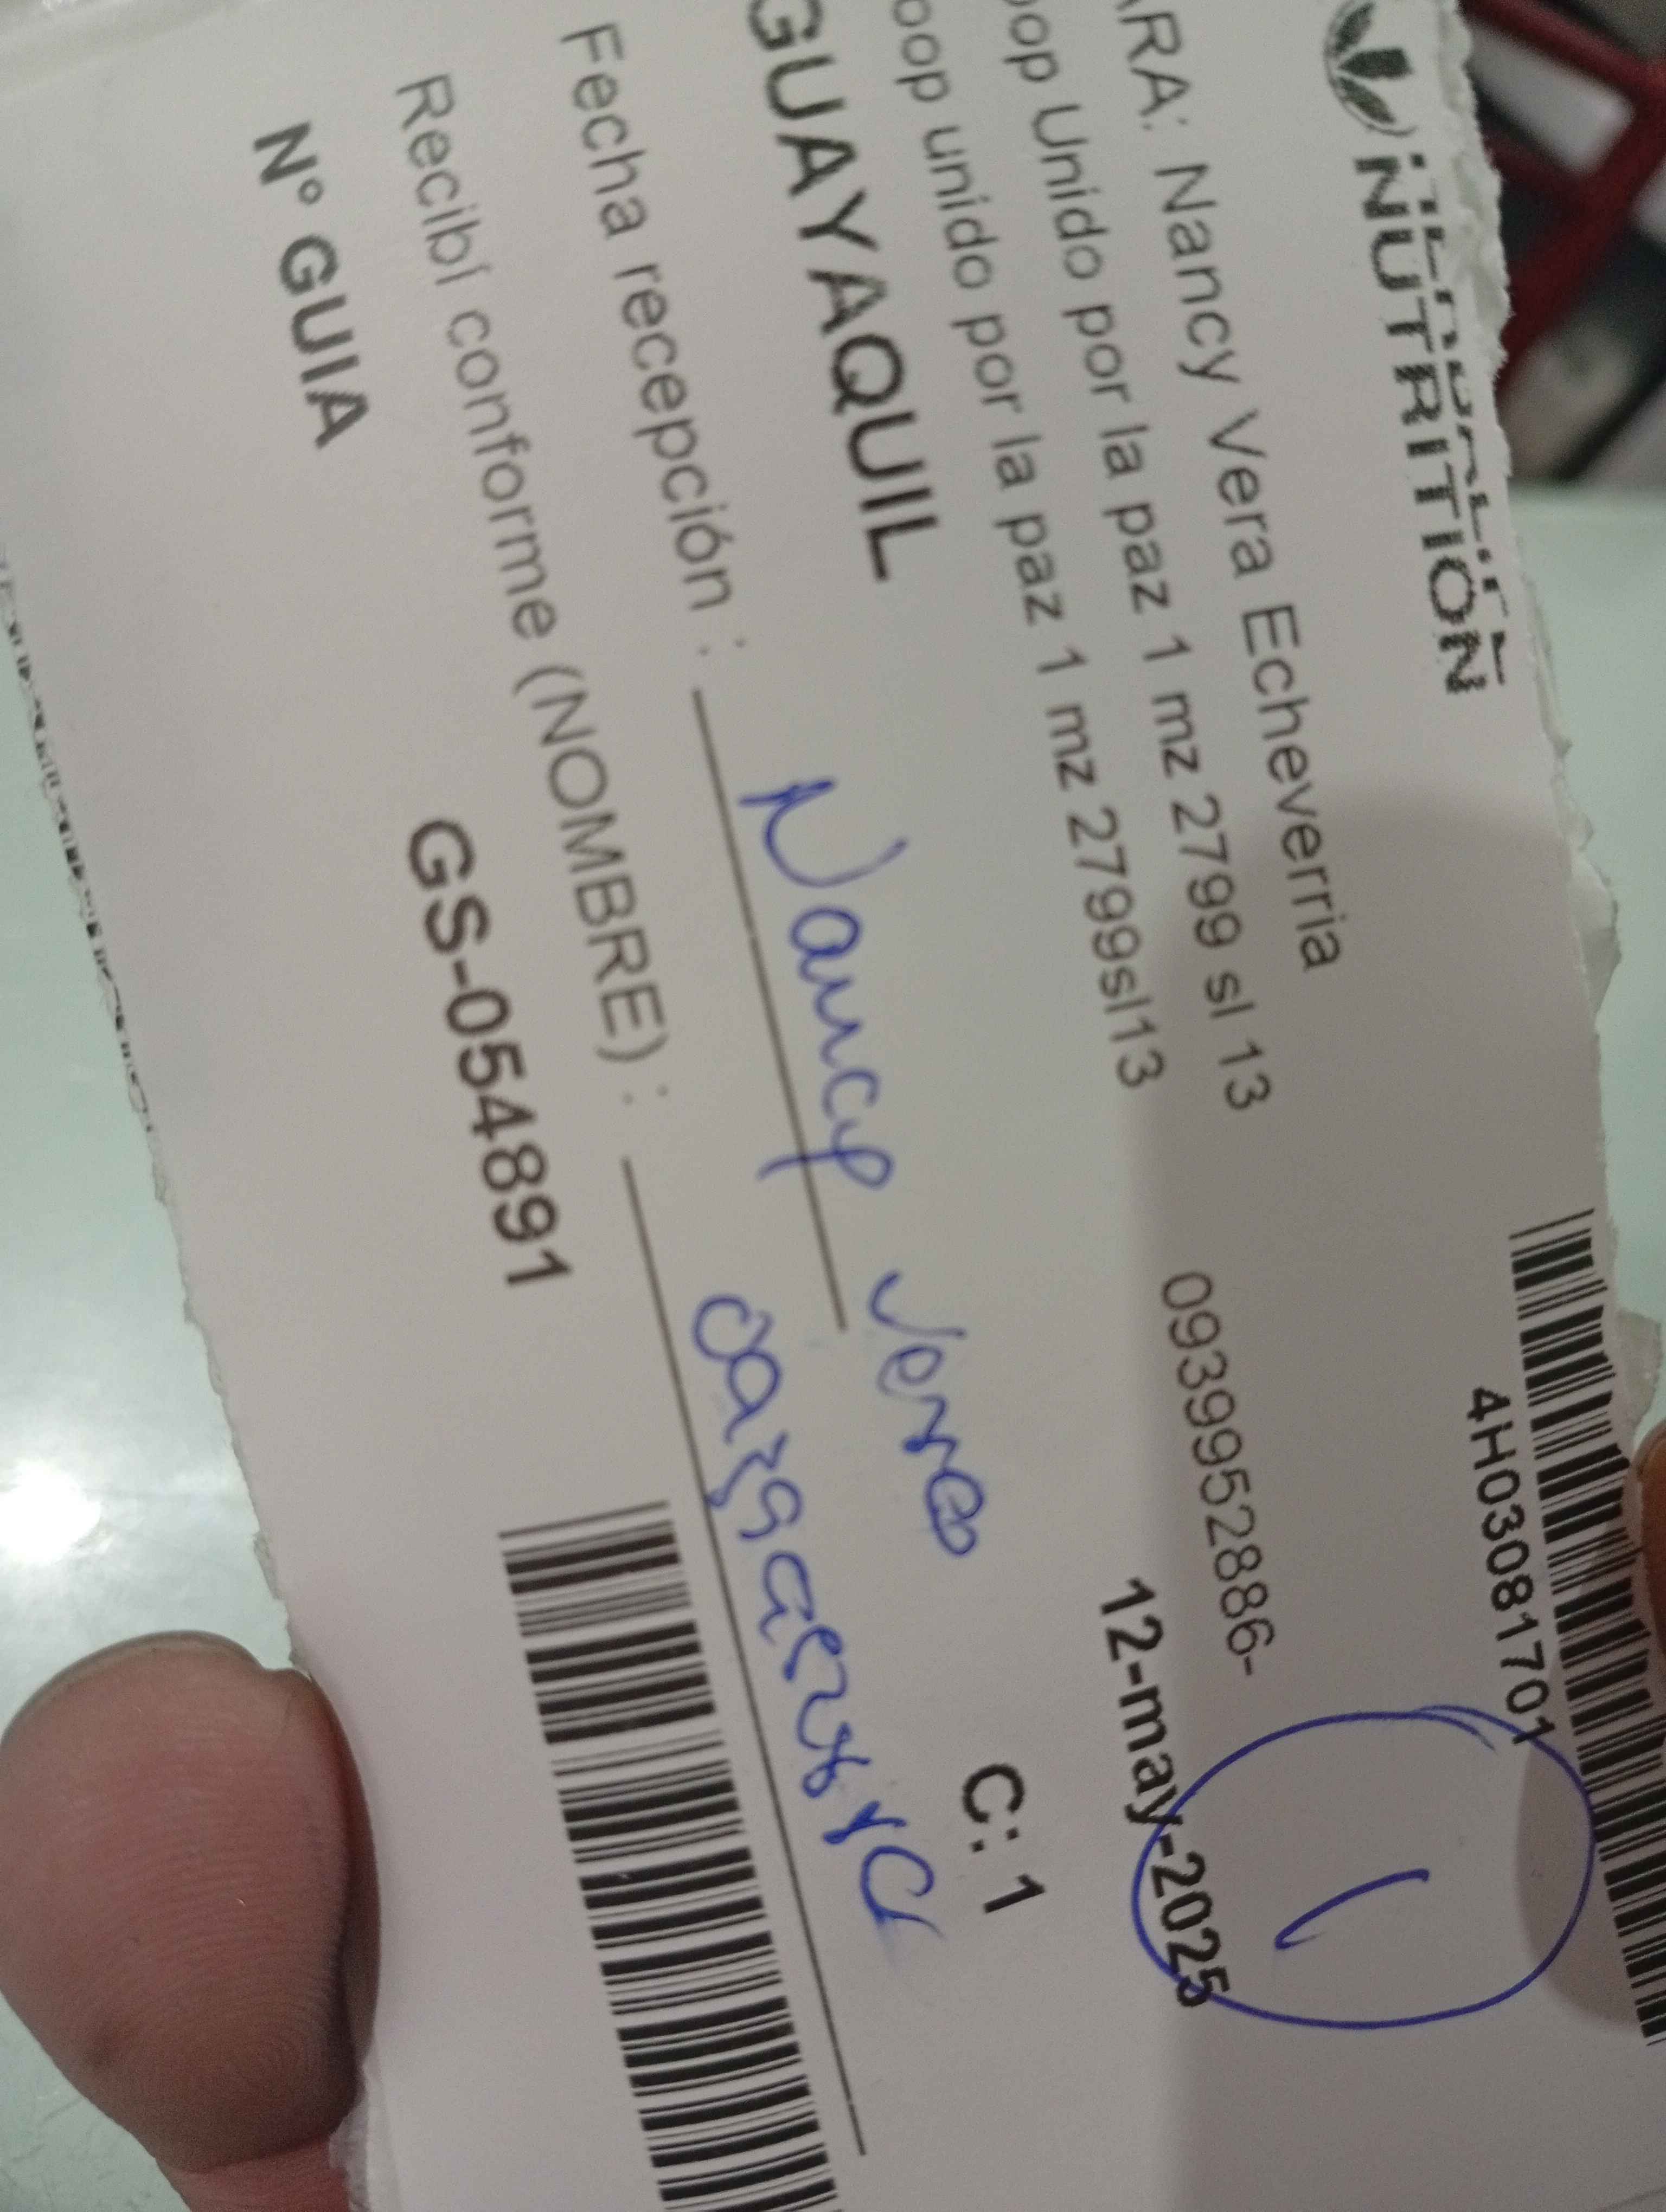 NUTRITION
4H03081701
ARA: Nancy Vera Echeverria
oop Unido por la paz 1 mz 2799 sl 13
0939952886-
1
oop unido por la paz 1 mz 2799sl13
12-may-2025
GUAYAQUIL
C: 1
Fecha recepción :
Nancy Vera
Recibí conforme (NOMBRE) :
N° GUIA
GS-054891